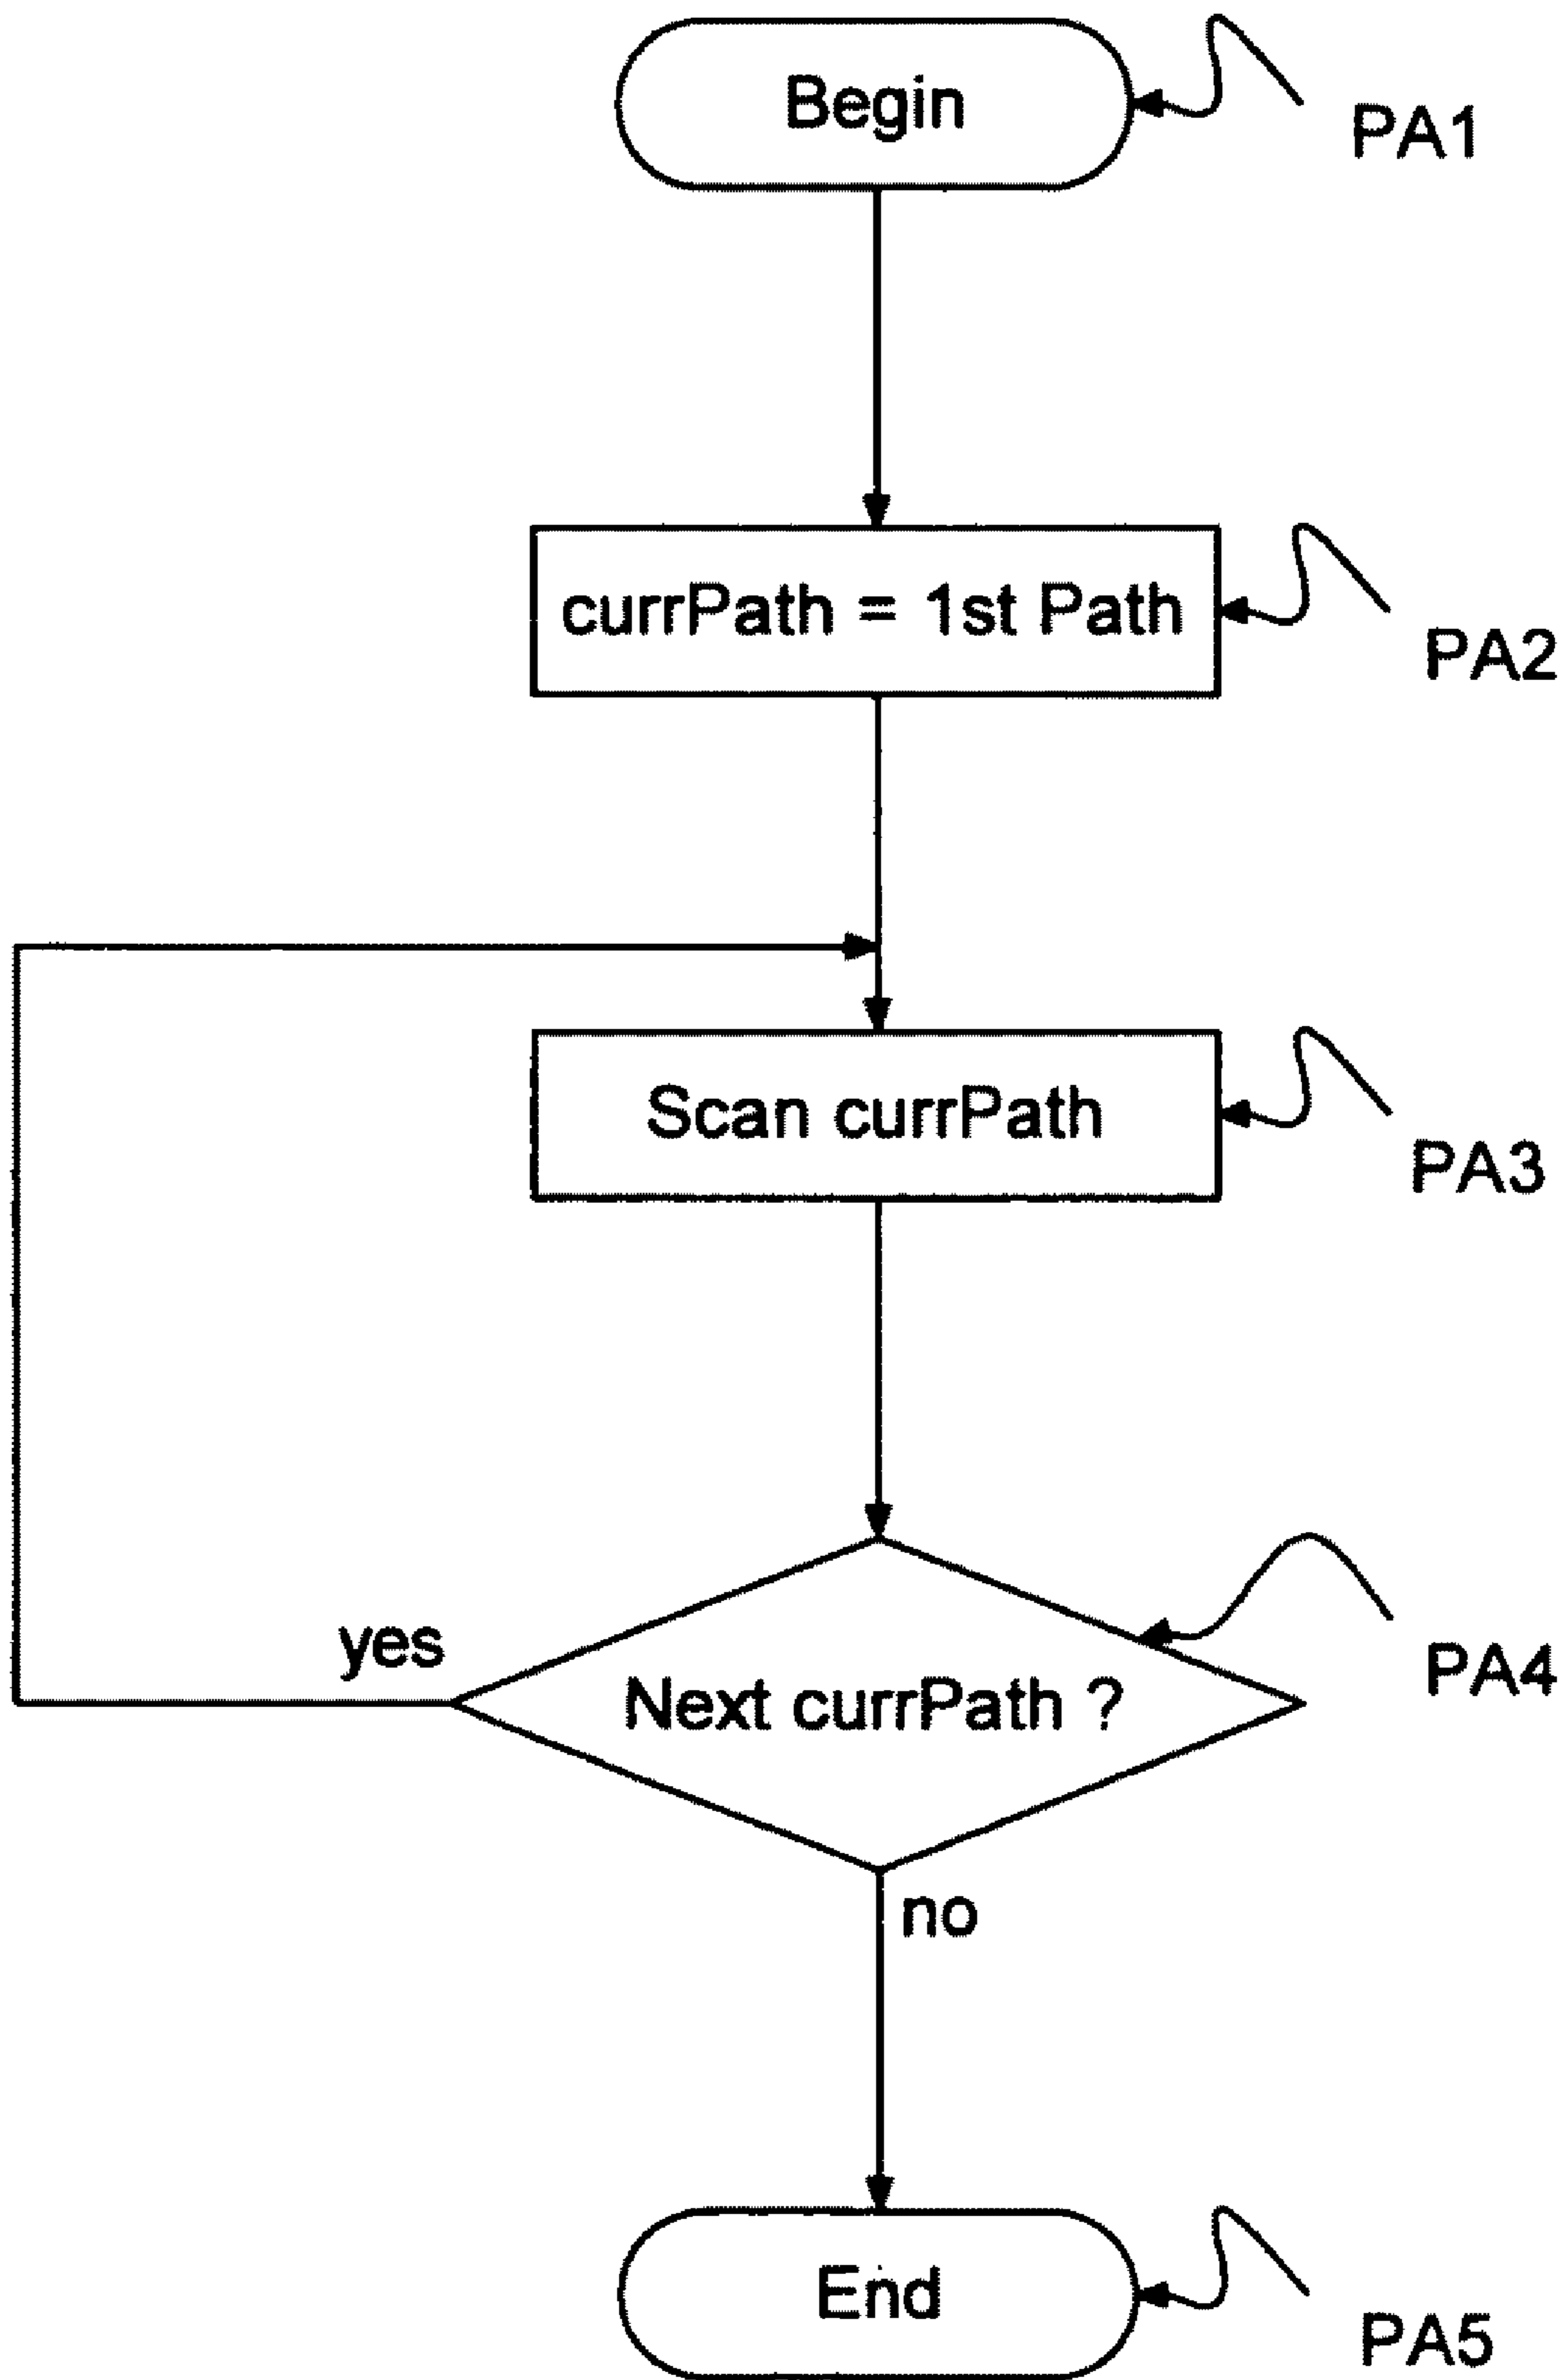 Begin
PA1
currPath = 1st Path
PA2
Scan currPath
PA3
yes
Next currPath ?
PA4
no
End
PA5